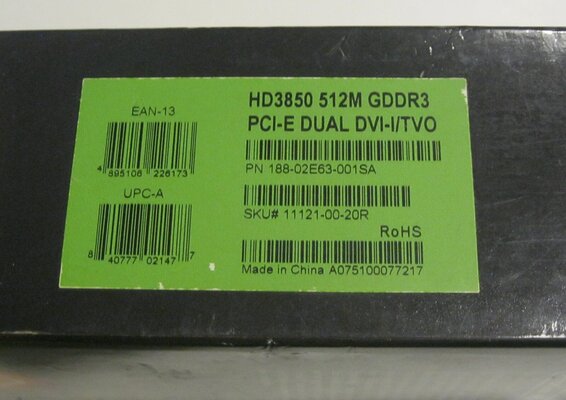 EAN-13
4 895106 226173
UPC-A
8 40777 02147 7
HD3850 512M GDDR3
PCI-E DUAL DVI-I/TVO
PN 188-02E63-001SA
SKU# 11121-00-20R
RoHS
Made in China A075100077217